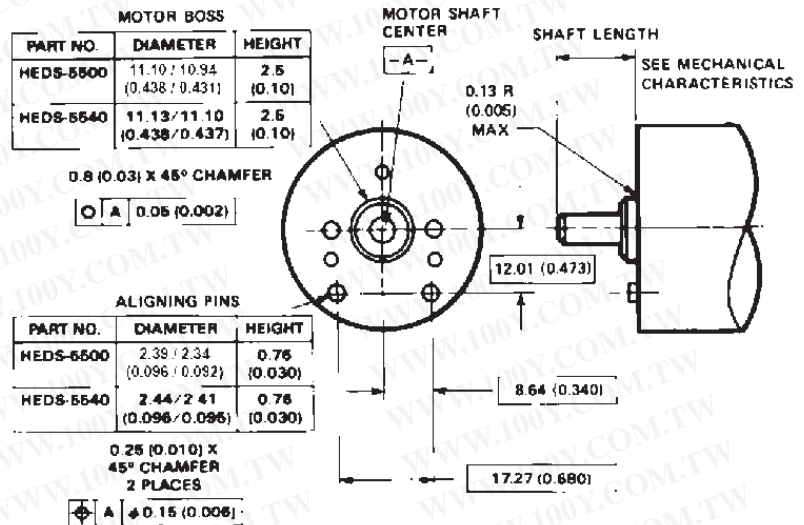 MOTOR BOSS
PART NO. DIAMETER HEIGHT
HEDS-5500 11.10 / 10.94 2.5
(0.438 / 0.431) (0.10)
HEDS-5540 11.13/11.10 2.5
(0.438/0.437) (0.10)
0.8 (0.03) X 45° CHAMFER
A 0.05 (0.002)
MOTOR SHAFT
CENTER
-A-
SHAFT LENGTH
SEE MECHANICAL
CHARACTERISTICS
0.13 R
(0.005)
MAX
12.01 (0.473)
ALIGNING PINS
PART NO. DIAMETER HEIGHT
HEDS-5500 2.39 / 2.34 0.76
(0.096 / 0.092) (0.030)
HEDS-5540 2.44/2.41 0.76
(0.096/0.095) (0.030)
0.25 (0.010) X
45° CHAMFER
2 PLACES
A ϕ 0.15 (0.006)
8.64 (0.340)
17.27 (0.680)
WWW.100Y.COM.TW